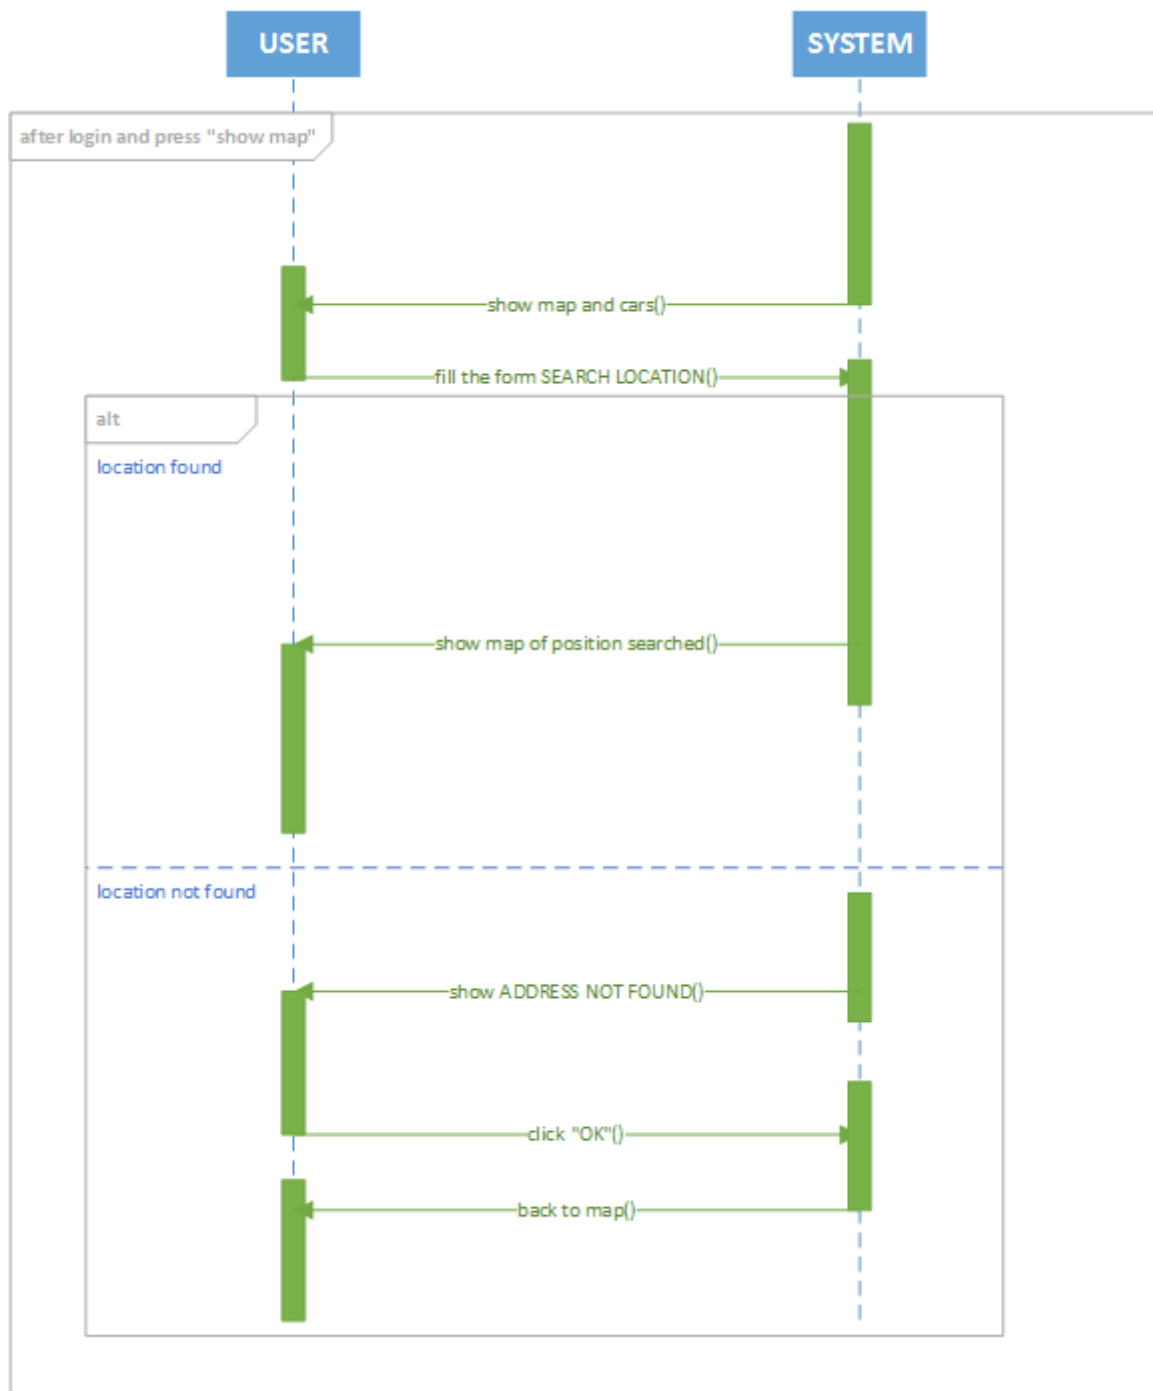 USER
SYSTEM
after login and press "show map"
show map and cars()
fill the form SEARCH LOCATION()
alt
location found
show map of position searched()
location not found
show ADDRESS NOT FOUND()
click "OK"()
back to map()